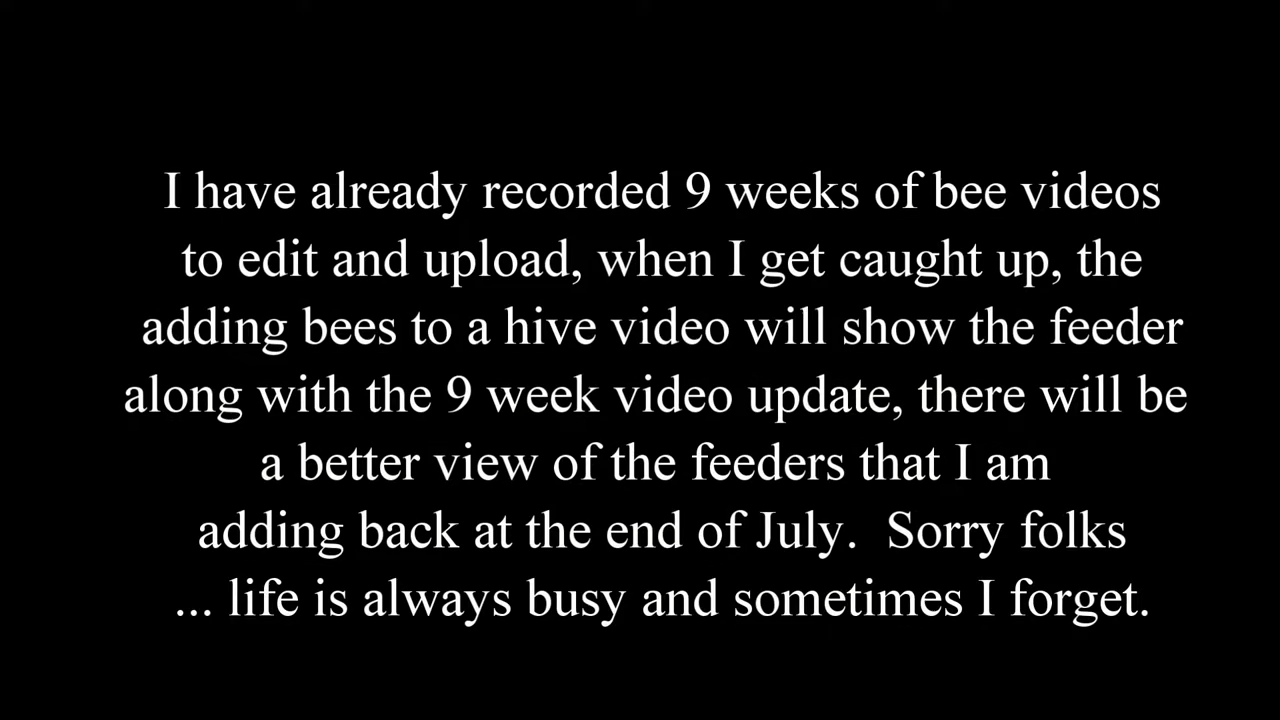 I have already recorded 9 weeks of bee videos
to edit and upload, when I get caught up, the
adding bees to a hive video will show the feeder
along with the 9 week video update, there will be
a better view of the feeders that I am
adding back at the end of July.  Sorry folks
... life is always busy and sometimes I forget.